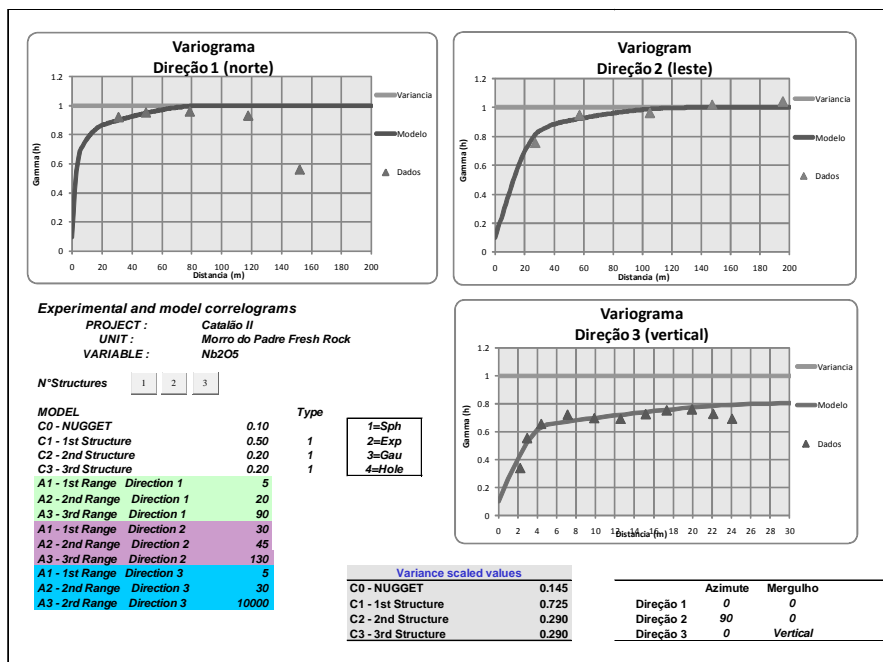 Variograma
Direção 1 (norte)
1.2
1
0.8
0.6
0.4
0.2
0
Gamma (h)
0 20 40 60 80 100 120 140 160 180 200
Distancia (m)
Variancia
Modelo
Dados
Variogram
Direção 2 (leste)
1.2
1
0.8
0.6
0.4
0.2
0
Gamma (h)
0 20 40 60 80 100 120 140 160 180 200
Distancia (m)
Variancia
Modelo
Dados
Experimental and model correlograms
PROJECT : Catalão II
UNIT : Morro do Padre Fresh Rock
VARIABLE : Nb2O5
N°Structures 1 2 3
MODEL Type
C0 - NUGGET 0.10
C1 - 1st Structure 0.50 1
C2 - 2nd Structure 0.20 1
C3 - 3rd Structure 0.20 1
1=Sph
2=Exp
3=Gau
4=Hole
A1 - 1st Range Direction 1 5
A2 - 2nd Range Direction 1 20
A3 - 3rd Range Direction 1 90
A1 - 1st Range Direction 2 30
A2 - 2nd Range Direction 2 45
A3 - 3rd Range Direction 2 130
A1 - 1st Range Direction 3 5
A2 - 2nd Range Direction 3 30
A3 - 2rd Range Direction 3 10000
Variograma
Direção 3 (vertical)
1.2
1
0.8
0.6
0.4
0.2
0
Gamma (h)
0 2 4 6 8 10 12 14 16 18 20 22 24 26 28 30
Distancia (m)
Variancia
Modelo
Dados
Variance scaled values
C0 - NUGGET 0.145
C1 - 1st Structure 0.725
C2 - 2nd Structure 0.290
C3 - 3rd Structure 0.290
Azimute Mergulho
Direção 1 0 0
Direção 2 90 0
Direção 3 0 Vertical